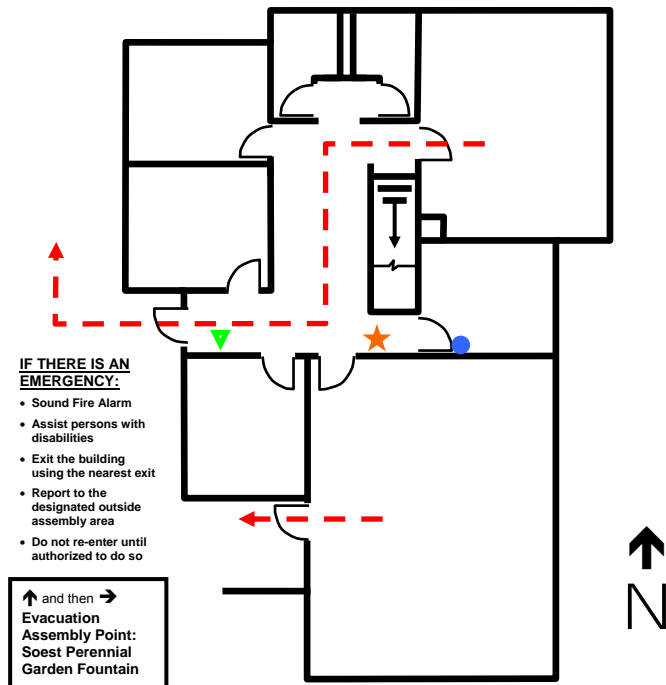 IF THERE IS AN
EMERGENCY:
• Sound Fire Alarm
• Assist persons with
disabilities
• Exit the building
using the nearest exit
• Report to the
designated outside
assembly area
• Do not re-enter until
authorized to do so
↑ and then →
Evacuation
Assembly Point:
Soest Perennial
Garden Fountain
N